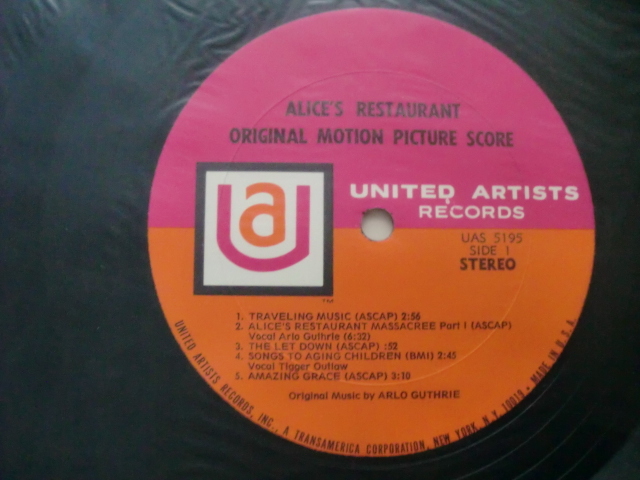 ALICE'S RESTAURANT
ORIGINAL MOTION PICTURE SCORE
ua
UNITED ARTISTS
RECORDS
UAS 5195
SIDE 1
STEREO
TM
1. TRAVELING MUSIC (ASCAP) 2:56
2. ALICE'S RESTAURANT MASSACREE Part I (ASCAP)
Vocal Arlo Guthrie (6:32)
3. THE LET DOWN (ASCAP) :52
4. SONGS TO AGING CHILDREN (BMI) 2:45
Vocal Tigger Outlaw
5. AMAZING GRACE (ASCAP) 3:10
Original Music by ARLO GUTHRIE
UNITED ARTISTS RECORDS, INC., A TRANSAMERICA CORPORATION, NEW YORK, N.Y. 10019 • MADE IN U.S.A.